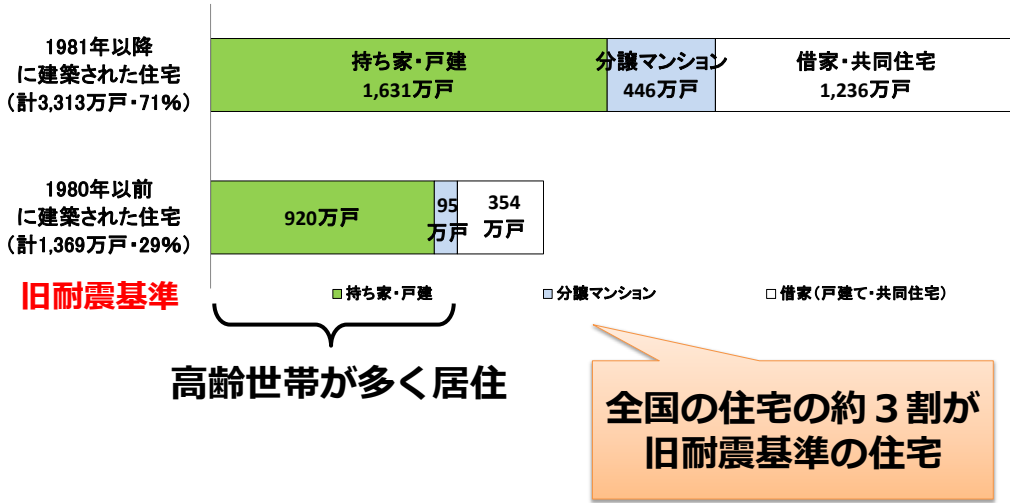 1981年以降
に建築された住宅
(計3,313万戸・71%)
持ち家・戸建
1,631万戸
分譲マンション
446万戸
借家・共同住宅
1,236万戸
1980年以前
に建築された住宅
(計1,369万戸・29%)
920万戸
95
万戸
354
万戸
旧耐震基準
持ち家・戸建
分譲マンション
借家(戸建て・共同住宅)
高齢世帯が多く居住
全国の住宅の約3割が
旧耐震基準の住宅